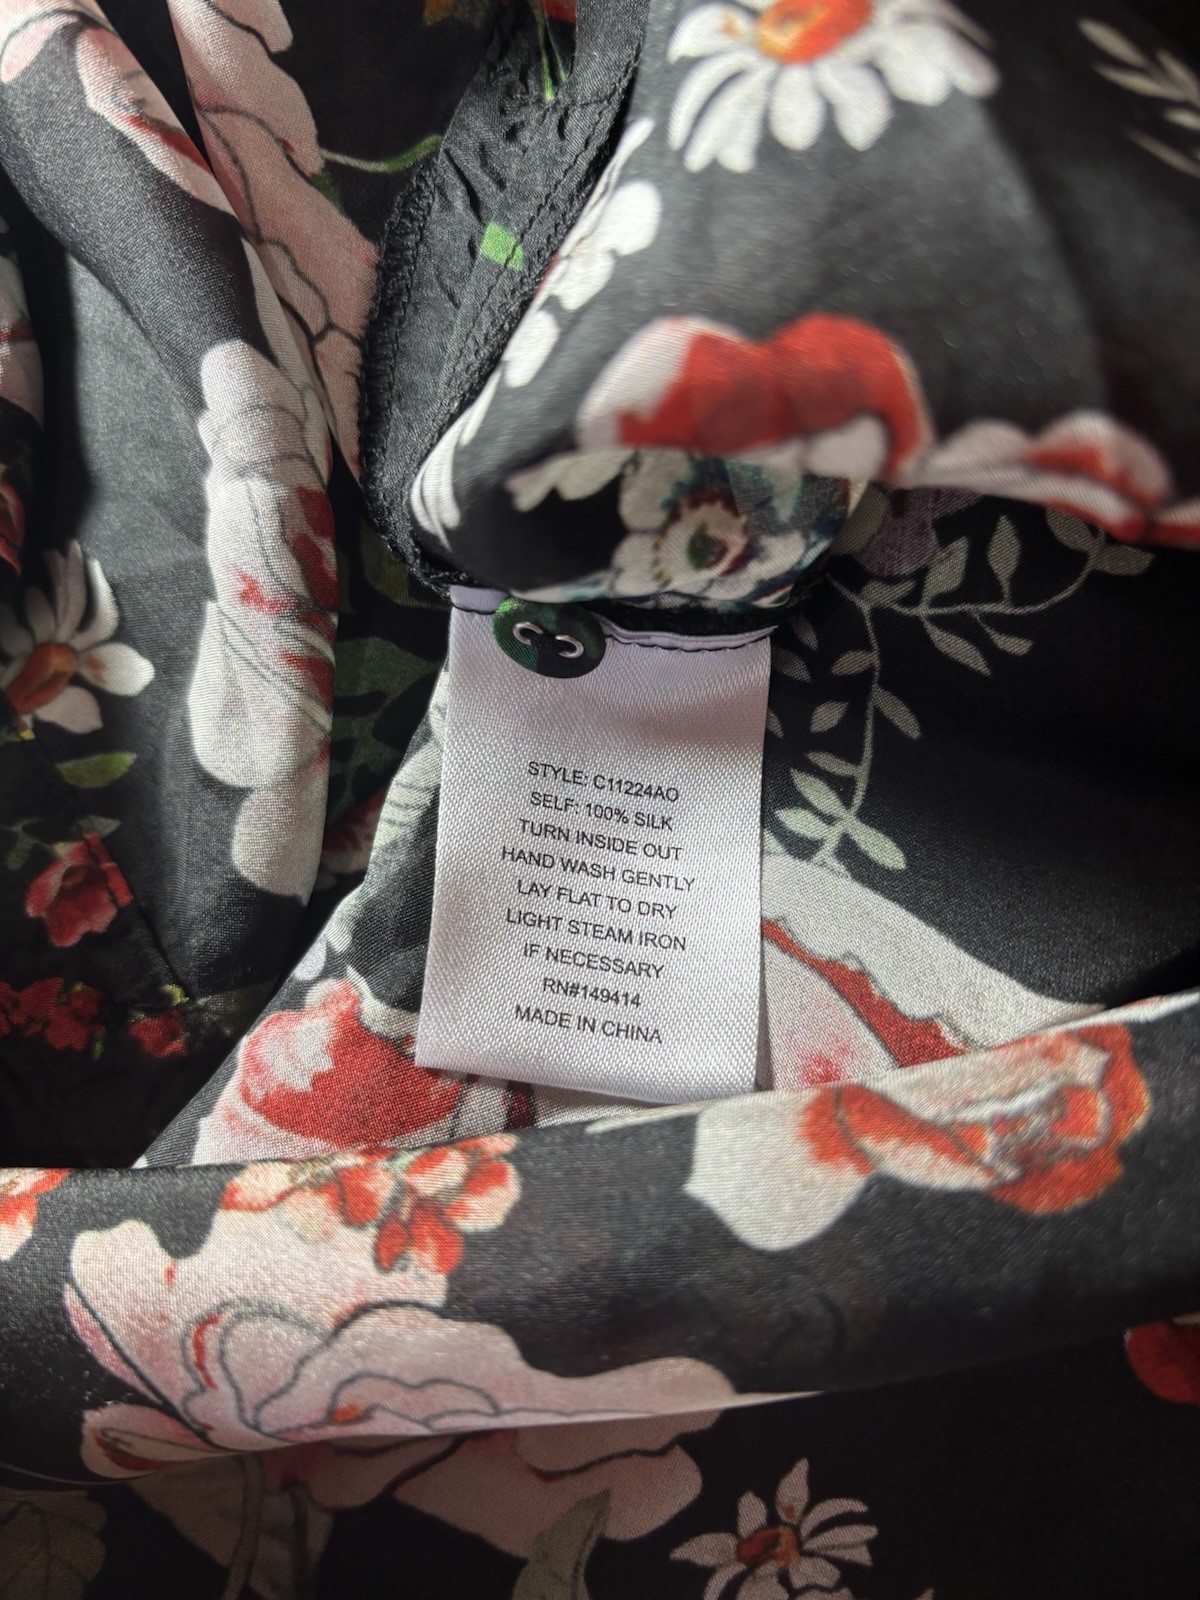 STYLE: C11224AO
SELF: 100% SILK
TURN INSIDE OUT
HAND WASH GENTLY
LAY FLAT TO DRY
LIGHT STEAM IRON
IF NECESSARY
RN#149414
MADE IN CHINA